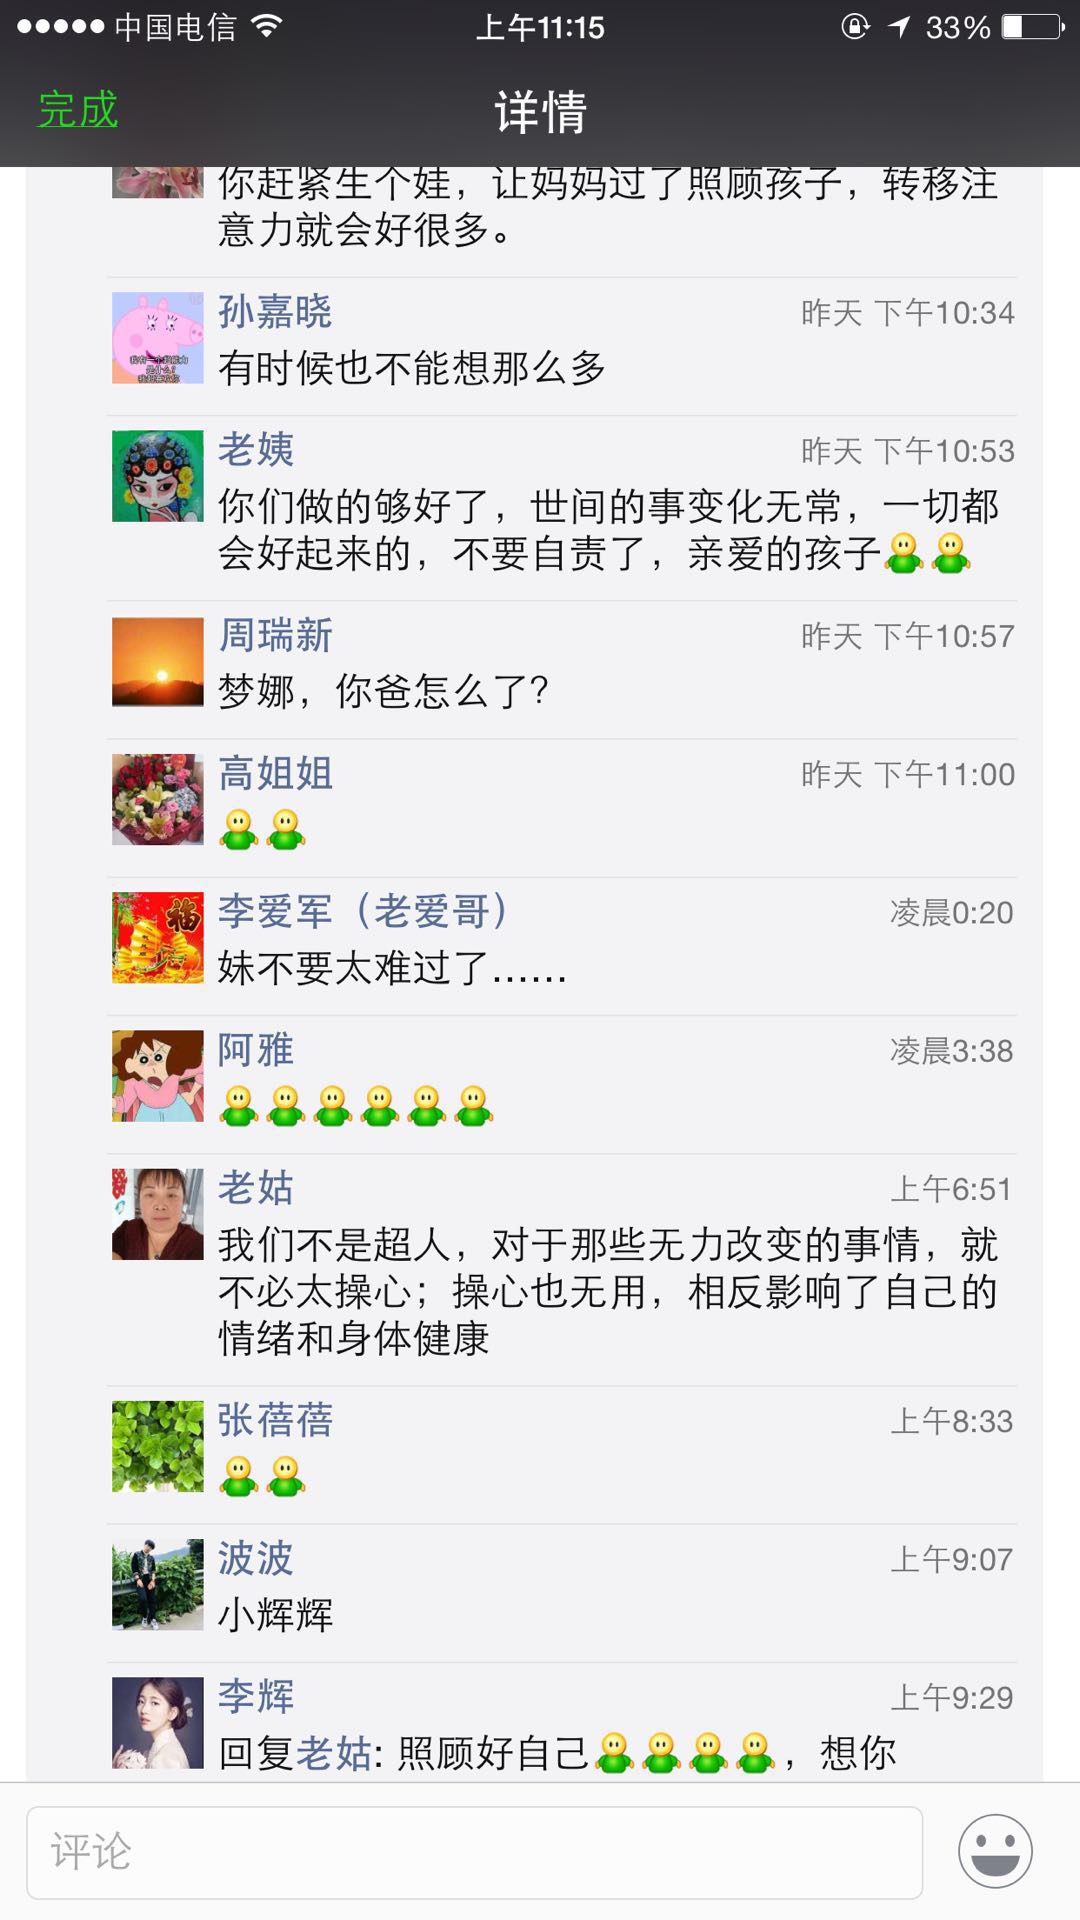 中国电信 上午11:15 33%
完成 详情
你赶紧生个娃，让妈妈过了照顾孩子，转移注
意力就会好很多。
孙嘉晓 昨天 下午10:34
有时候也不能想那么多
老姨 昨天 下午10:53
你们做的够好了，世间的事变化无常，一切都
会好起来的，不要自责了，亲爱的孩子
周瑞新 昨天 下午10:57
梦娜，你爸怎么了？
高姐姐 昨天 下午11:00
福
李爱军（老爱哥） 凌晨0:20
妹不要太难过了……
阿雅 凌晨3:38
老姑 上午6:51
我们不是超人，对于那些无力改变的事情，就
不必太操心；操心也无用，相反影响了自己的
情绪和身体健康
张蓓蓓 上午8:33
波波 上午9:07
小辉辉
李辉 上午9:29
回复老姑: 照顾好自己，想你
评论